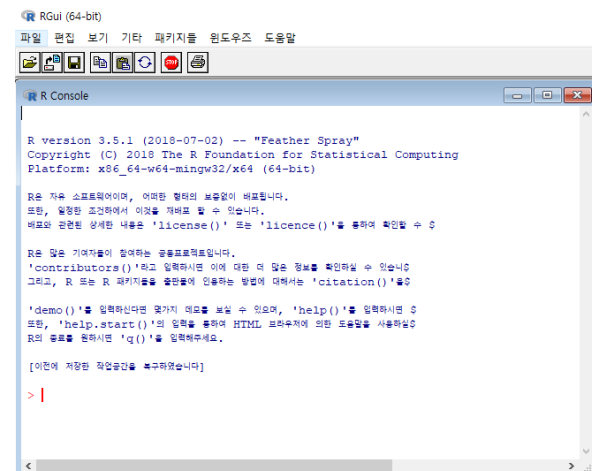 RGui (64-bit)
파일 편집 보기 기타 패키지들 윈도우즈 도움말
STOP
R Console
R version 3.5.1 (2018-07-02) -- "Feather Spray"
Copyright (C) 2018 The R Foundation for Statistical Computing
Platform: x86_64-w64-mingw32/x64 (64-bit)
R은 자유 소프트웨어이며, 어떠한 형태의 보증없이 배포됩니다.
또한, 일정한 조건하에서 이것을 재배포 할 수 있습니다.
배포와 관련된 상세한 내용은 'license()' 또는 'licence()'을 통하여 확인할 수 $
R은 많은 기여자들이 참여하는 공동프로젝트입니다.
'contributors()'라고 입력하시면 이에 대한 더 많은 정보를 확인하실 수 있습니$
그리고, R 또는 R 패키지들을 출판물에 인용하는 방법에 대해서는 'citation()'을$
'demo()'를 입력하신다면 몇가지 데모를 보실 수 있으며, 'help()'를 입력하시면 $
또한, 'help.start()'의 입력을 통하여 HTML 브라우저에 의한 도움말을 사용하실$
R의 종료를 원하시면 'q()'을 입력해주세요.
[이전에 저장한 작업공간을 복구하였습니다]
>